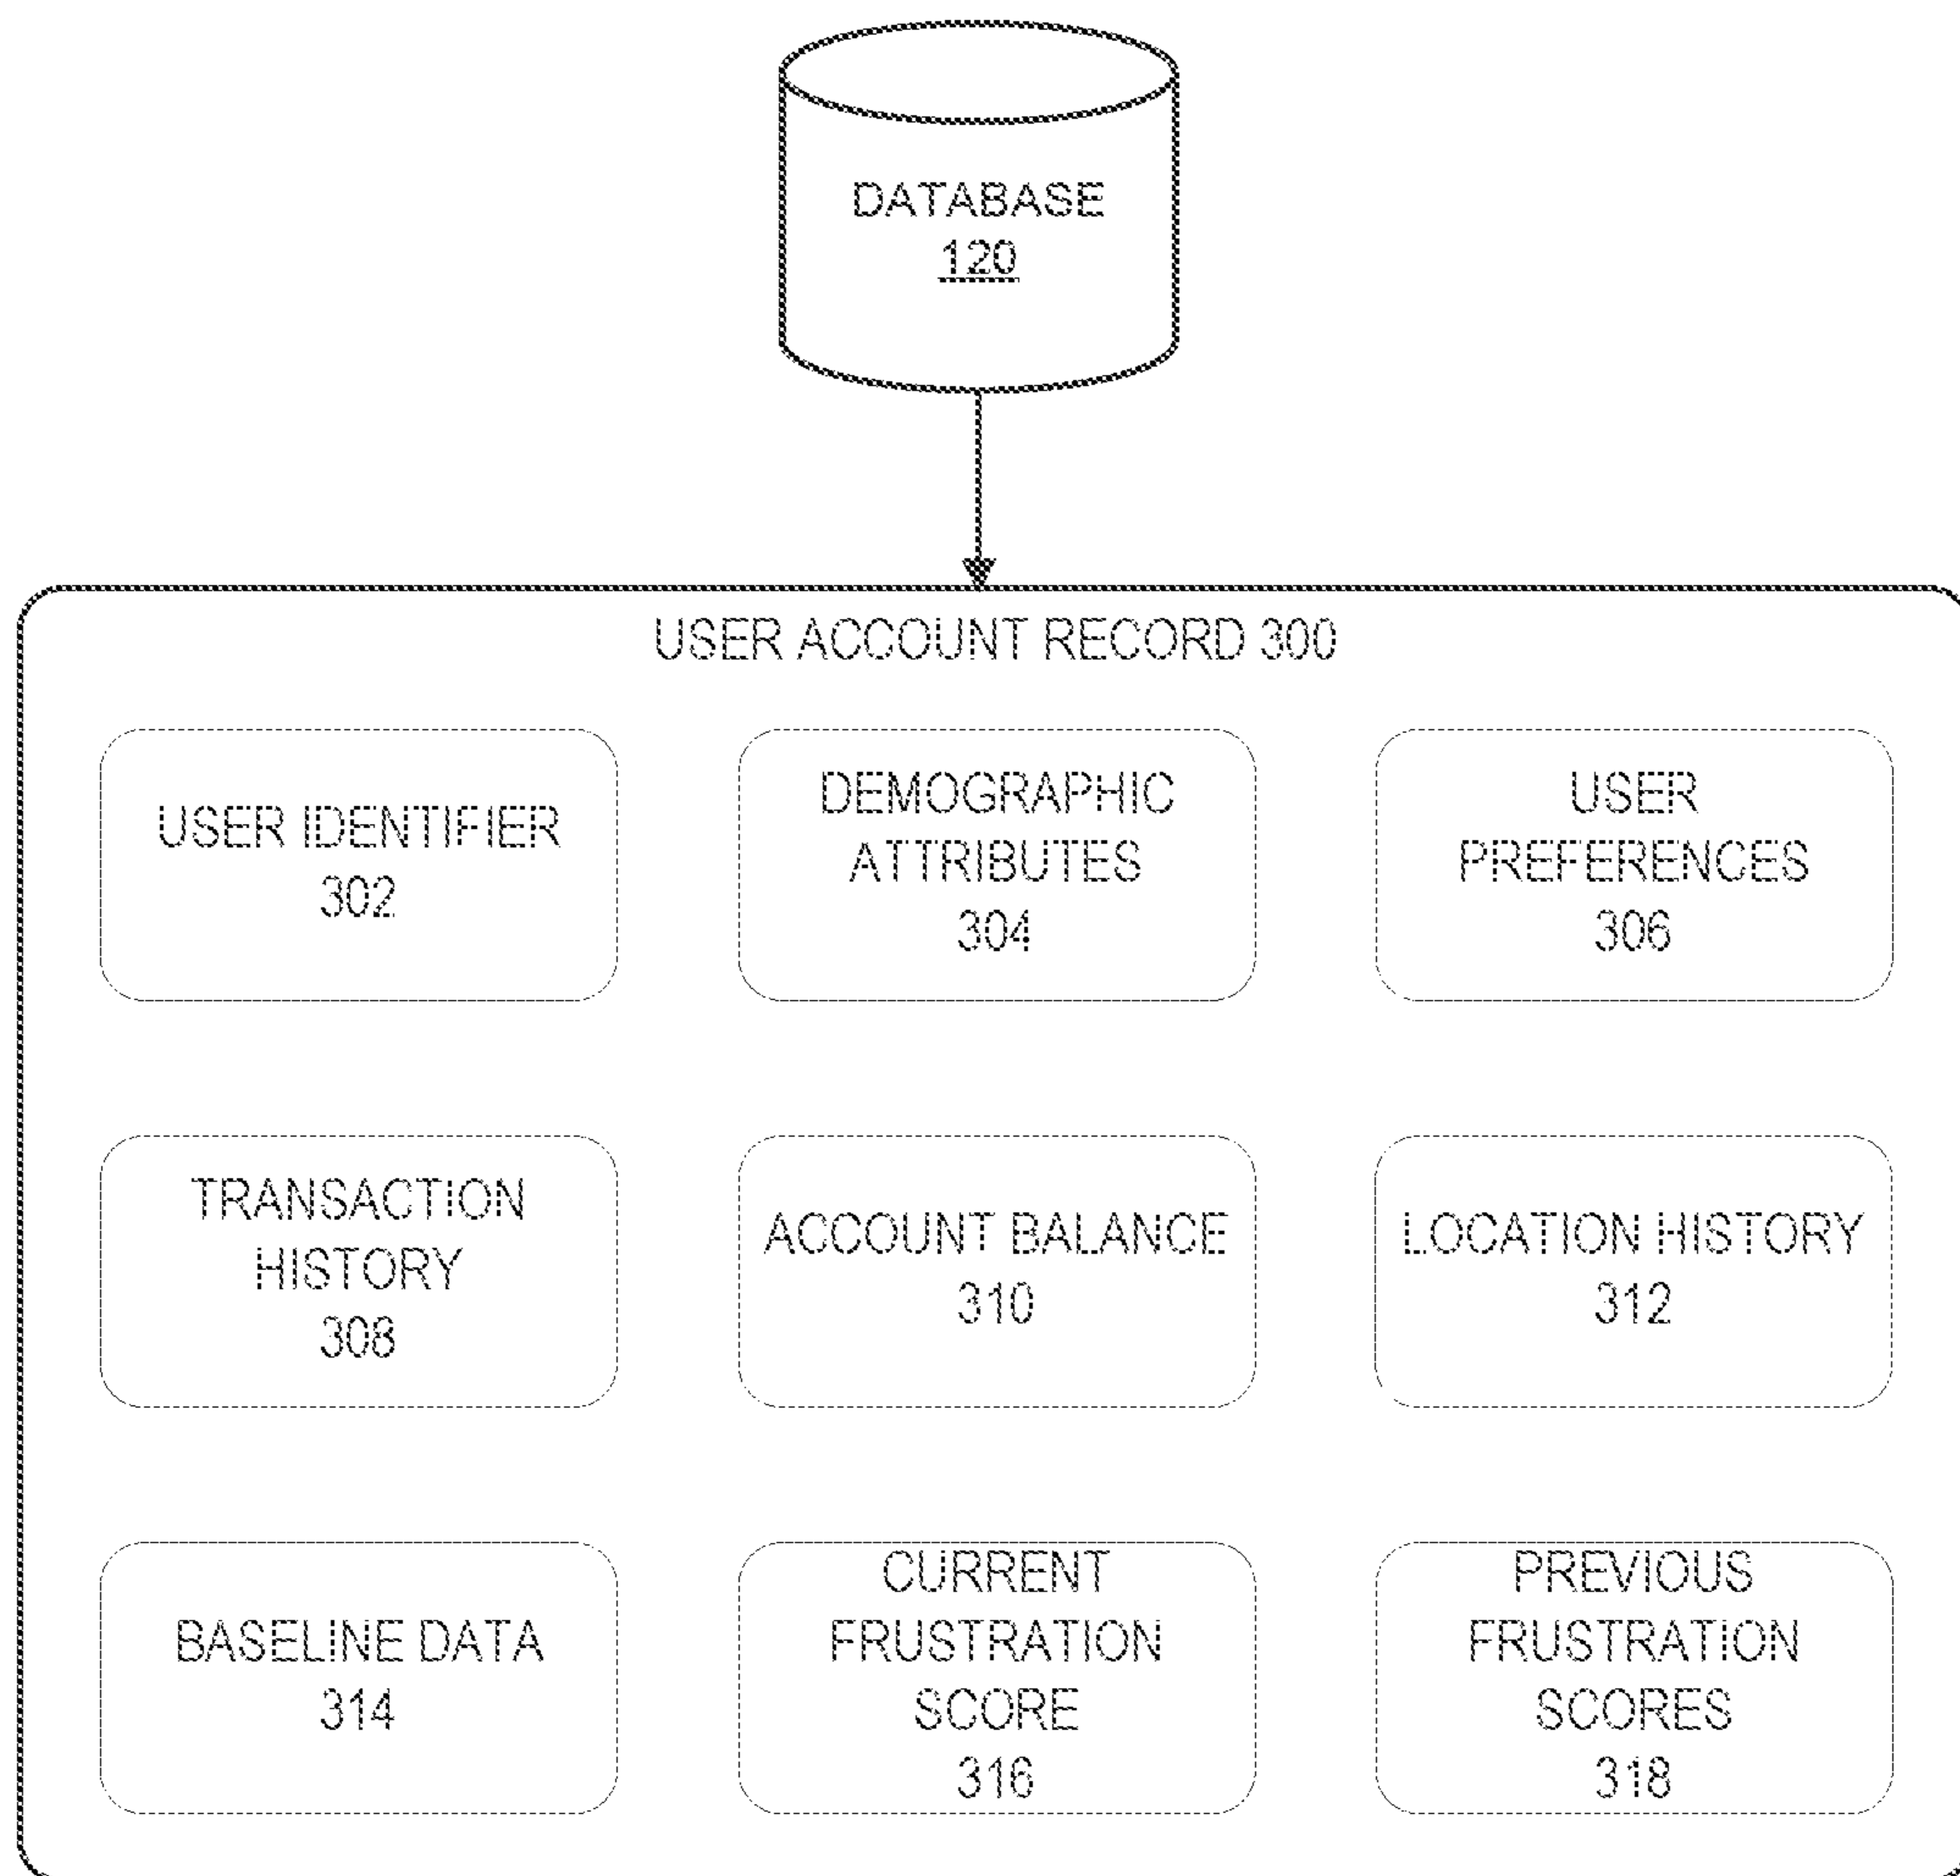 DATABASE
120
USER ACCOUNT RECORD 300
USER IDENTIFIER
302
DEMOGRAPHIC
ATTRIBUTES
304
USER
PREFERENCES
306
TRANSACTION
HISTORY
308
ACCOUNT BALANCE
310
LOCATION HISTORY
312
BASELINE DATA
314
CURRENT
FRUSTRATION
SCORE
316
PREVIOUS
FRUSTRATION
SCORES
318